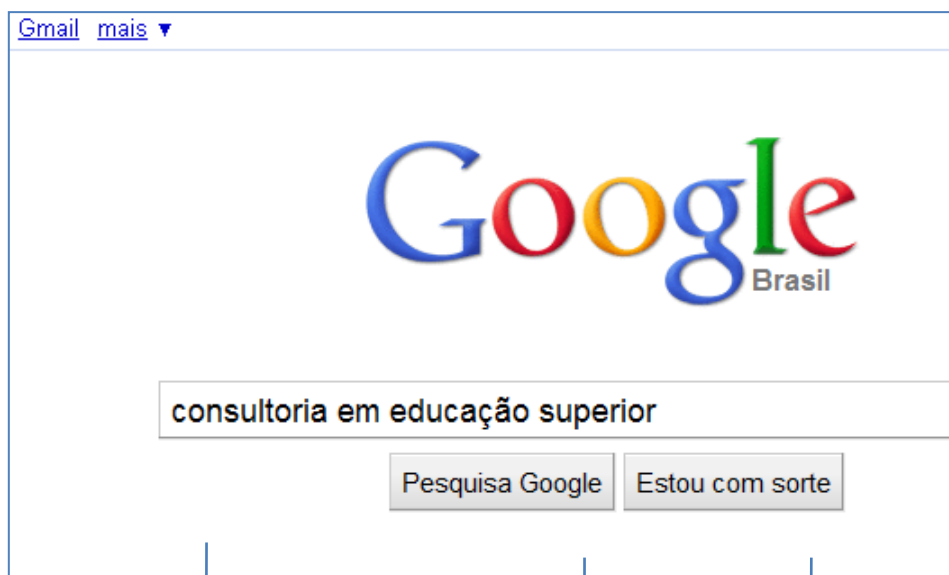 Gmail mais ▼
Google
Brasil
consultoria em educação superior
Pesquisa Google Estou com sorte